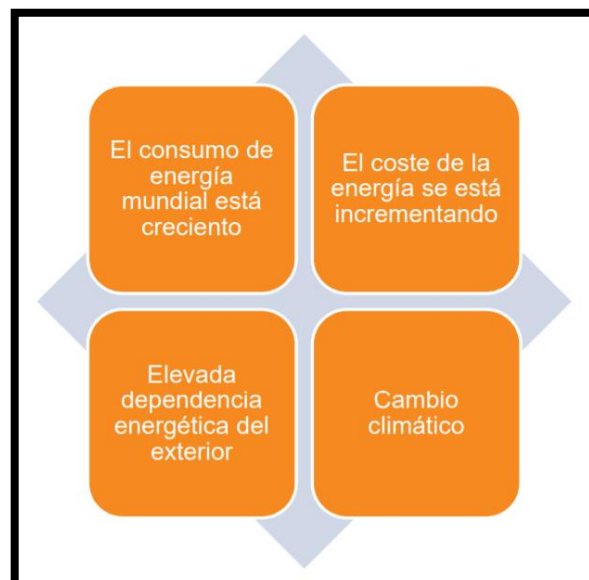 El consumo de
energía
mundial está
creciento
El coste de la
energía se está
incrementando
Elevada
dependencia
energética del
exterior
Cambio
climático